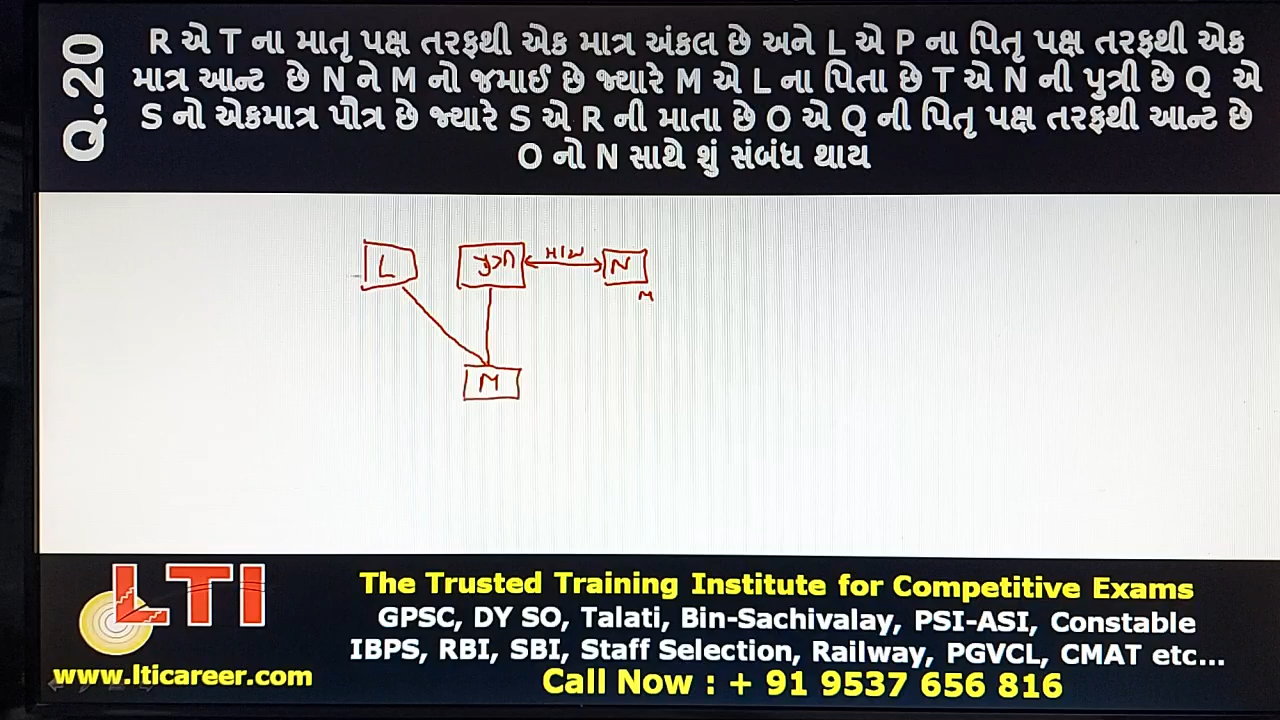 Q.20
R એ T ના માતૃ પક્ષ તરફથી એક માત્ર અંકલ છે અને L એ P ના પિતૃ પક્ષ તરફથી એક
માત્ર આન્ટ છે N ને M નો જમાઈ છે જ્યારે M એ L ના પિતા છે T એ N ની પુત્રી છે Q એ
S નો એકમાત્ર પૌત્ર છે જ્યારે S એ R ની માતા છે O એ Q ની પિતૃ પક્ષ તરફથી આન્ટ છે
O નો N સાથે શું સંબંધ થાય
L
H/W
N
M
M
LTI
www.lticareer.com
The Trusted Training Institute for Competitive Exams
GPSC, DY SO, Talati, Bin-Sachivalay, PSI-ASI, Constable
IBPS, RBI, SBI, Staff Selection, Railway, PGVCL, CMAT etc...
Call Now : + 91 9537 656 816